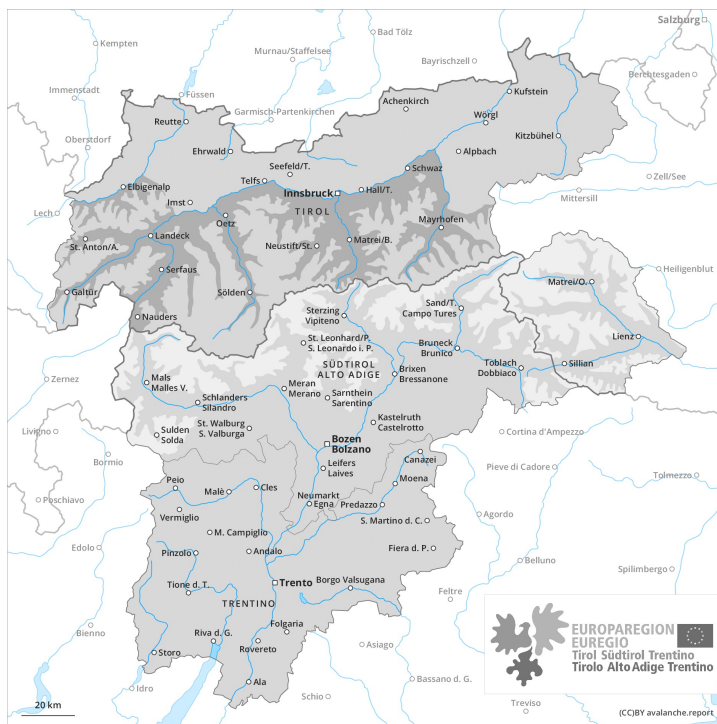 Salzburg
Kempten
Bad Tölz
Murnau/Staffelsee
Bayrischzell
Berchtesgaden
Immenstadt
Füssen
Garmisch-Partenkirchen
Achenkirch
Kufstein
Reutte
Wörgl
Oberstdorf
Ehrwald
Kitzbühel
Alpbach
Seefeld/T.
Schwaz
Zell/See
Telfs
Elbigenalp
Innsbruck
Hall/T.
Mittersill
Imst
Lech
TIROL
Oetz
Mayrhofen
Landeck
St. Anton/A.
Neustift/St.
Matrei/B.
Serfaus
Heiligenblut
Galtür
Sölden
Matrei/O.
Nauders
Sterzing
Vipiteno
Sand/T.
Campo Tures
Lienz
St. Leonhard/P.
S. Leonardo i. P.
Bruneck
Brunico
SÜDTIROL
ALTO ADIGE
Toblach
Dobbiaco
Sillian
Zernez
Mals
Malles V.
Meran
Merano
Brixen
Bressanone
Schlanders
Silandro
Sarnthein
Sarentino
St. Walburg
S. Valburga
Kastelruth
Castelrotto
Livigno
Sulden
Solda
Bozen
Bolzano
Cortina d'Ampezzo
Bormio
Leifers
Laives
Canazei
Pieve di Cadore
Tolmezzo
Peio
Malè
Cles
Moena
Poschiavo
Neumarkt
Egna
Predazzo
Vermiglio
Agordo
S. Martino d. C.
M. Campiglio
Edolo
Pinzolo
Andalo
Fiera d. P.
Belluno
Spilimbergo
Tione d. T.
Trento
Borgo Valsugana
Feltre
TRENTINO
Folgaria
Bienno
Riva d. G.
Rovereto
Asiago
Storo
Ala
Idro
Schio
Bassano d. G.
Treviso
EUROPAREGION
EUREGIO
Tirol Südtirol Trentino
Tirolo Alto Adige Trentino
20 km
(CC)BY avalanche.report